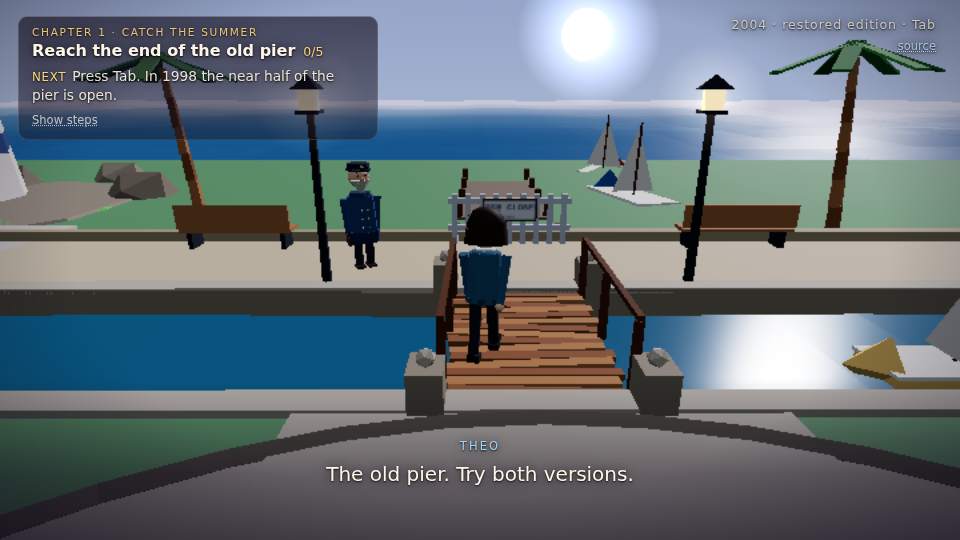 CHAPTER 1 · CATCH THE SUMMER
Reach the end of the old pier 0/5
NEXT Press Tab. In 1998 the near half of the
pier is open.
Show steps
2004 · restored edition · Tab
source
THEO
The old pier. Try both versions.